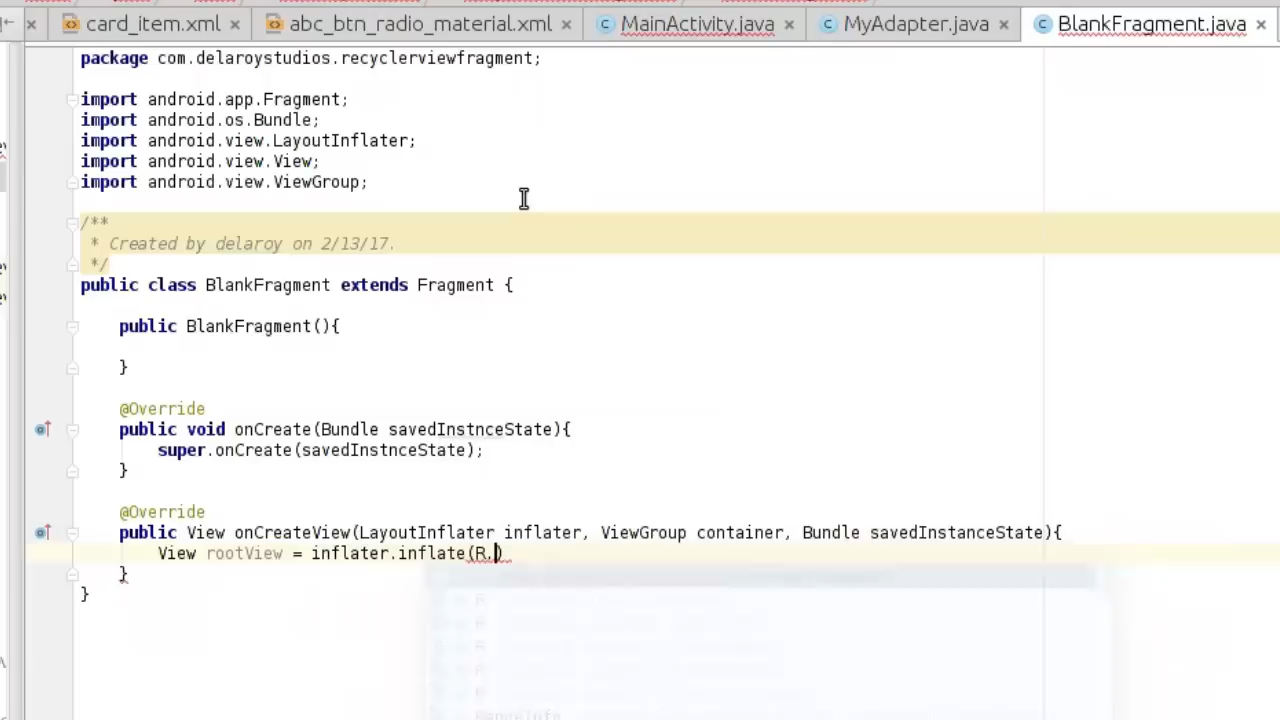 card_item.xml abc_btn_radio_material.xml MainActivity.java MyAdapter.java BlankFragment.java
package com.delaroystudios.recyclerviewfragment;
import android.app.Fragment;
import android.os.Bundle;
import android.view.LayoutInflater;
import android.view.View;
import android.view.ViewGroup;
/**
* Created by delaroy on 2/13/17.
*/
public class BlankFragment extends Fragment {
public BlankFragment(){
}
@Override
public void onCreate(Bundle savedInstnceState){
super.onCreate(savedInstnceState);
}
@Override
public View onCreateView(LayoutInflater inflater, ViewGroup container, Bundle savedInstanceState){
View rootView = inflater.inflate(R.)
}
}
R
R
R
R
R
RangeInfo